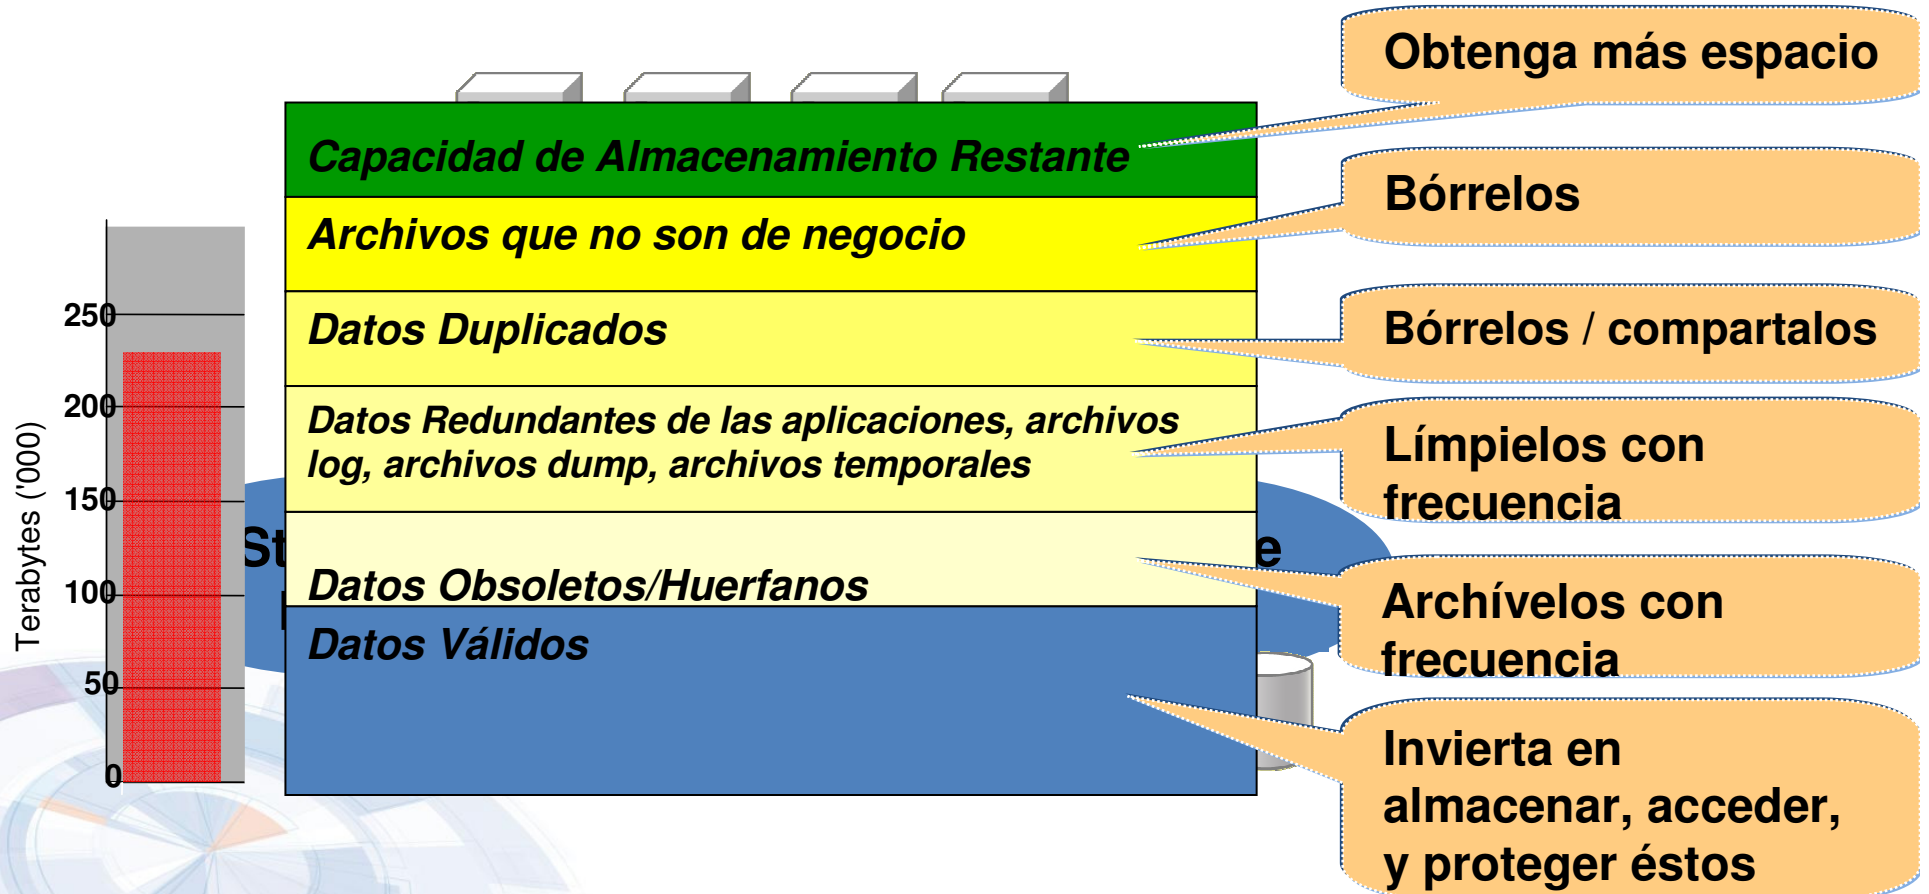 Obtenga más espacio
Capacidad de Almacenamiento Restante
Bórrelos
Archivos que no son de negocio
Bórrelos / compartalos
Datos Duplicados
Límpielos con
frecuencia
Datos Redundantes de las aplicaciones, archivos
log, archivos dump, archivos temporales
Archívelos con
frecuencia
Datos Obsoletos/Huerfanos
Datos Válidos
Invierta en
almacenar, acceder,
y proteger éstos
Terabytes ('000)
250
200
150
100
50
0